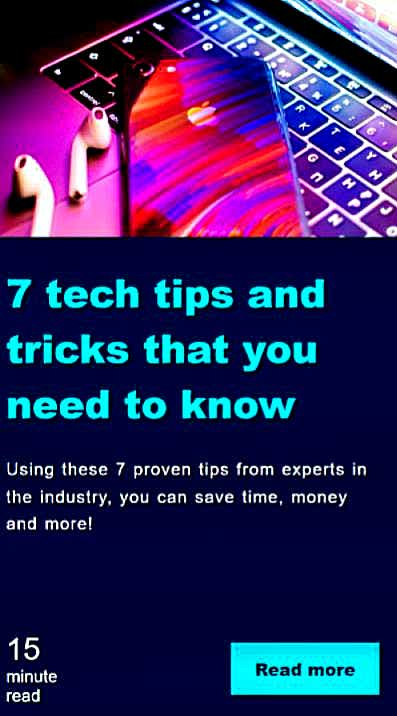 7 tech tips and
tricks that you
need to know
Using these 7 proven tips from experts in
the industry, you can save time, money
and more!
15
minute
read
Read more